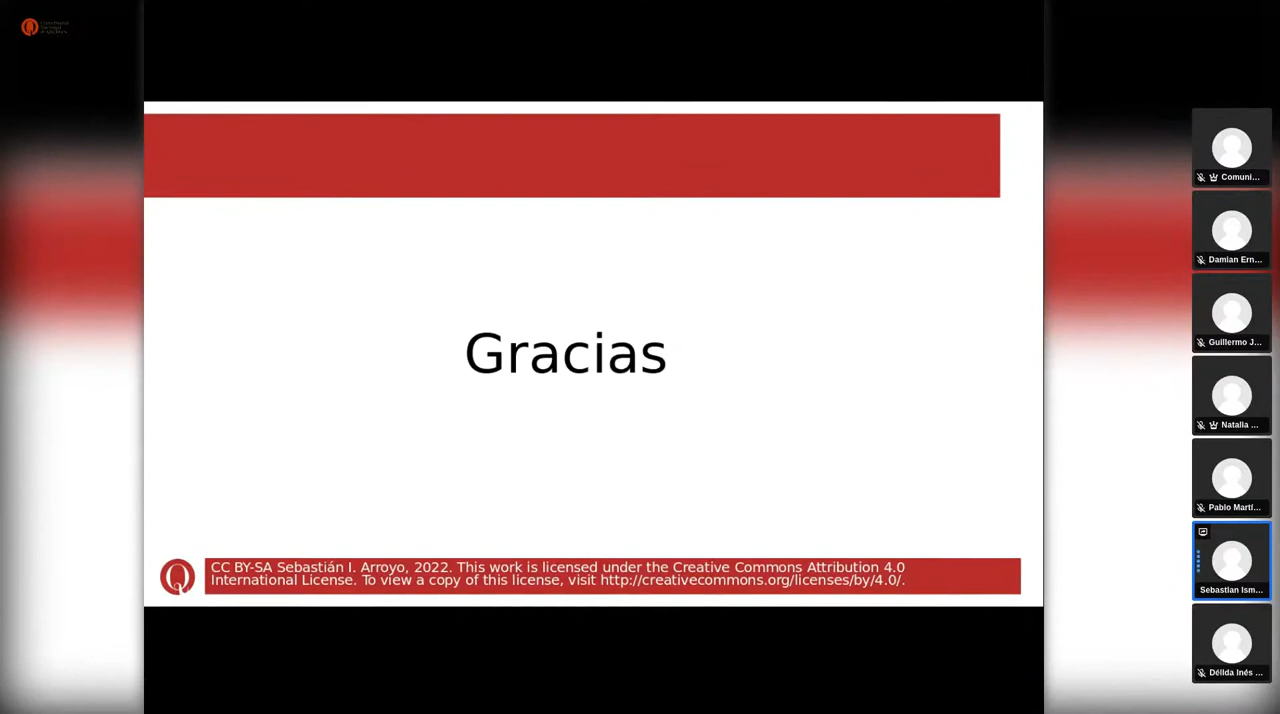 Gracias
CC BY-SA Sebastián I. Arroyo, 2022. This work is licensed under the Creative Commons Attribution 4.0
International License. To view a copy of this license, visit http://creativecommons.org/licenses/by/4.0/.
Comuni...
Damian Ern...
Guillermo J...
Natalia ...
Pablo Martí...
Sebastian Ism...
Délida Inés ...